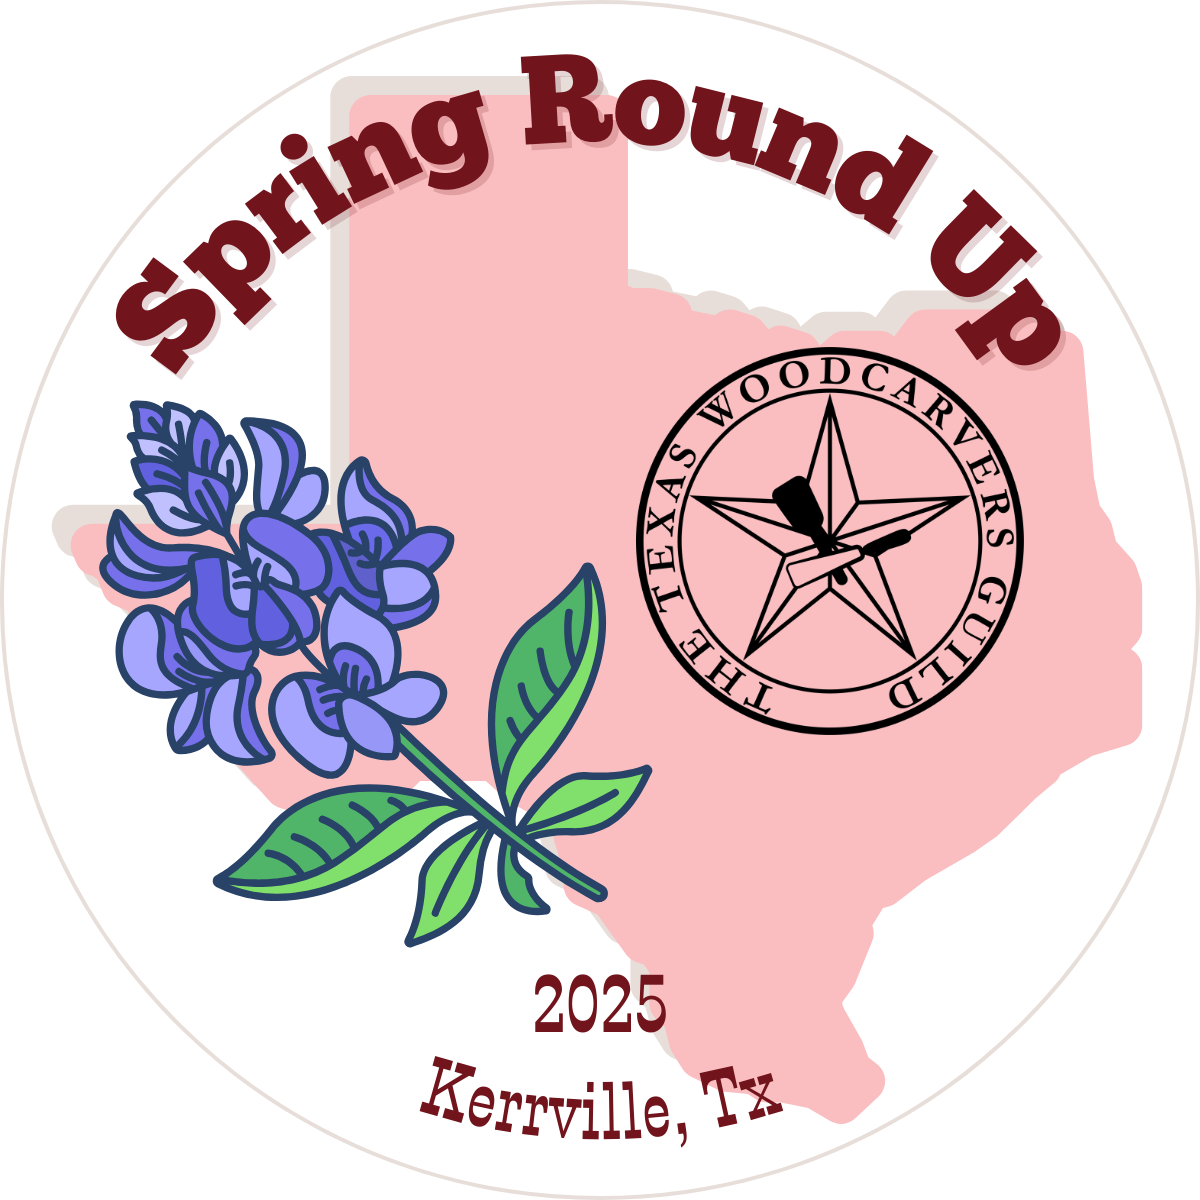 Spring Round Up
THE TEXAS WOODCARVERS GUILD
2025
Kerrville, Tx